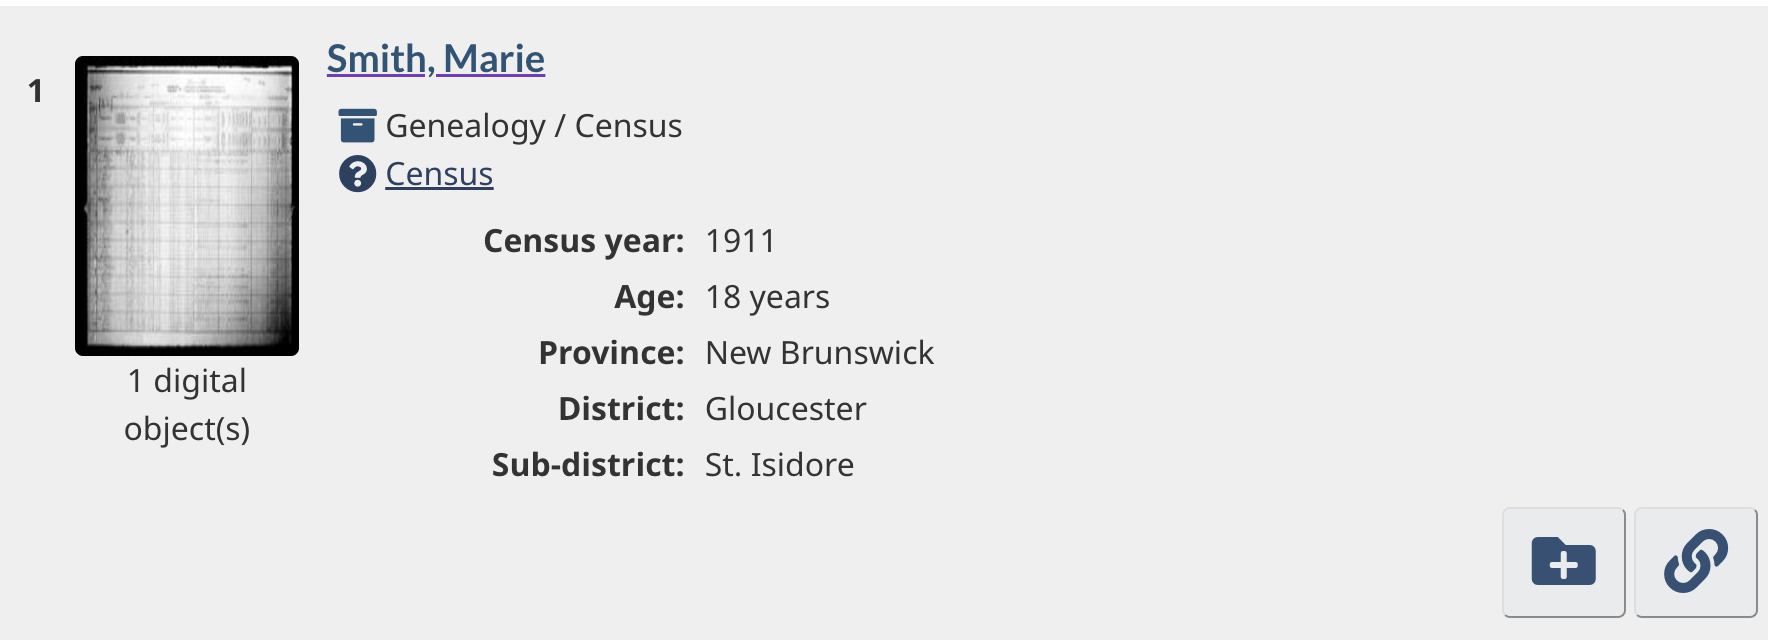 1
Smith, Marie
Genealogy / Census
Census
Census year: 1911
Age: 18 years
Province: New Brunswick
District: Gloucester
Sub-district: St. Isidore
1 digital
object(s)